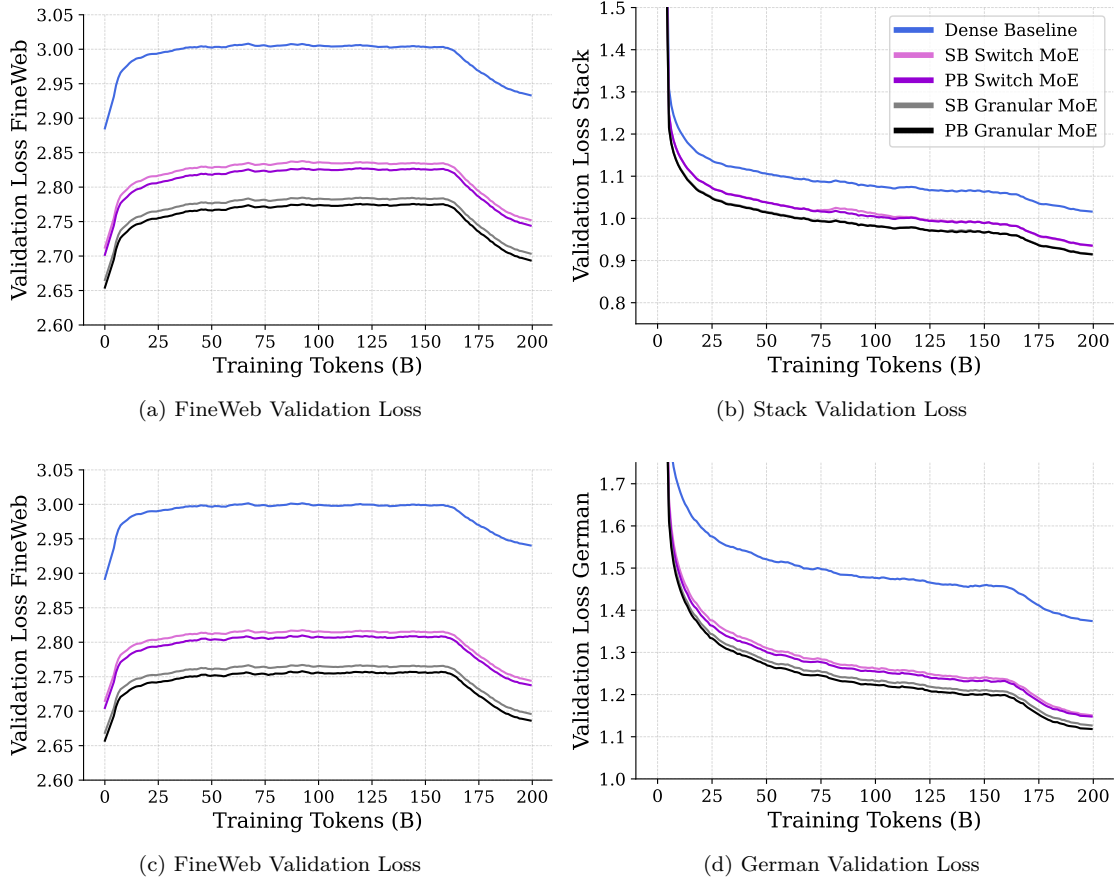 3.05
3.00
2.95
2.90
2.85
2.80
2.75
2.70
2.65
2.60
Validation Loss FineWeb
0 25 50 75 100 125 150 175 200
Training Tokens (B)
(a) FineWeb Validation Loss
1.5
1.4
1.3
1.2
1.1
1.0
0.9
0.8
Validation Loss Stack
Dense Baseline
SB Switch MoE
PB Switch MoE
SB Granular MoE
PB Granular MoE
0 25 50 75 100 125 150 175 200
Training Tokens (B)
(b) Stack Validation Loss
3.05
3.00
2.95
2.90
2.85
2.80
2.75
2.70
2.65
2.60
Validation Loss FineWeb
0 25 50 75 100 125 150 175 200
Training Tokens (B)
(c) FineWeb Validation Loss
1.7
1.6
1.5
1.4
1.3
1.2
1.1
1.0
Validation Loss German
0 25 50 75 100 125 150 175 200
Training Tokens (B)
(d) German Validation Loss